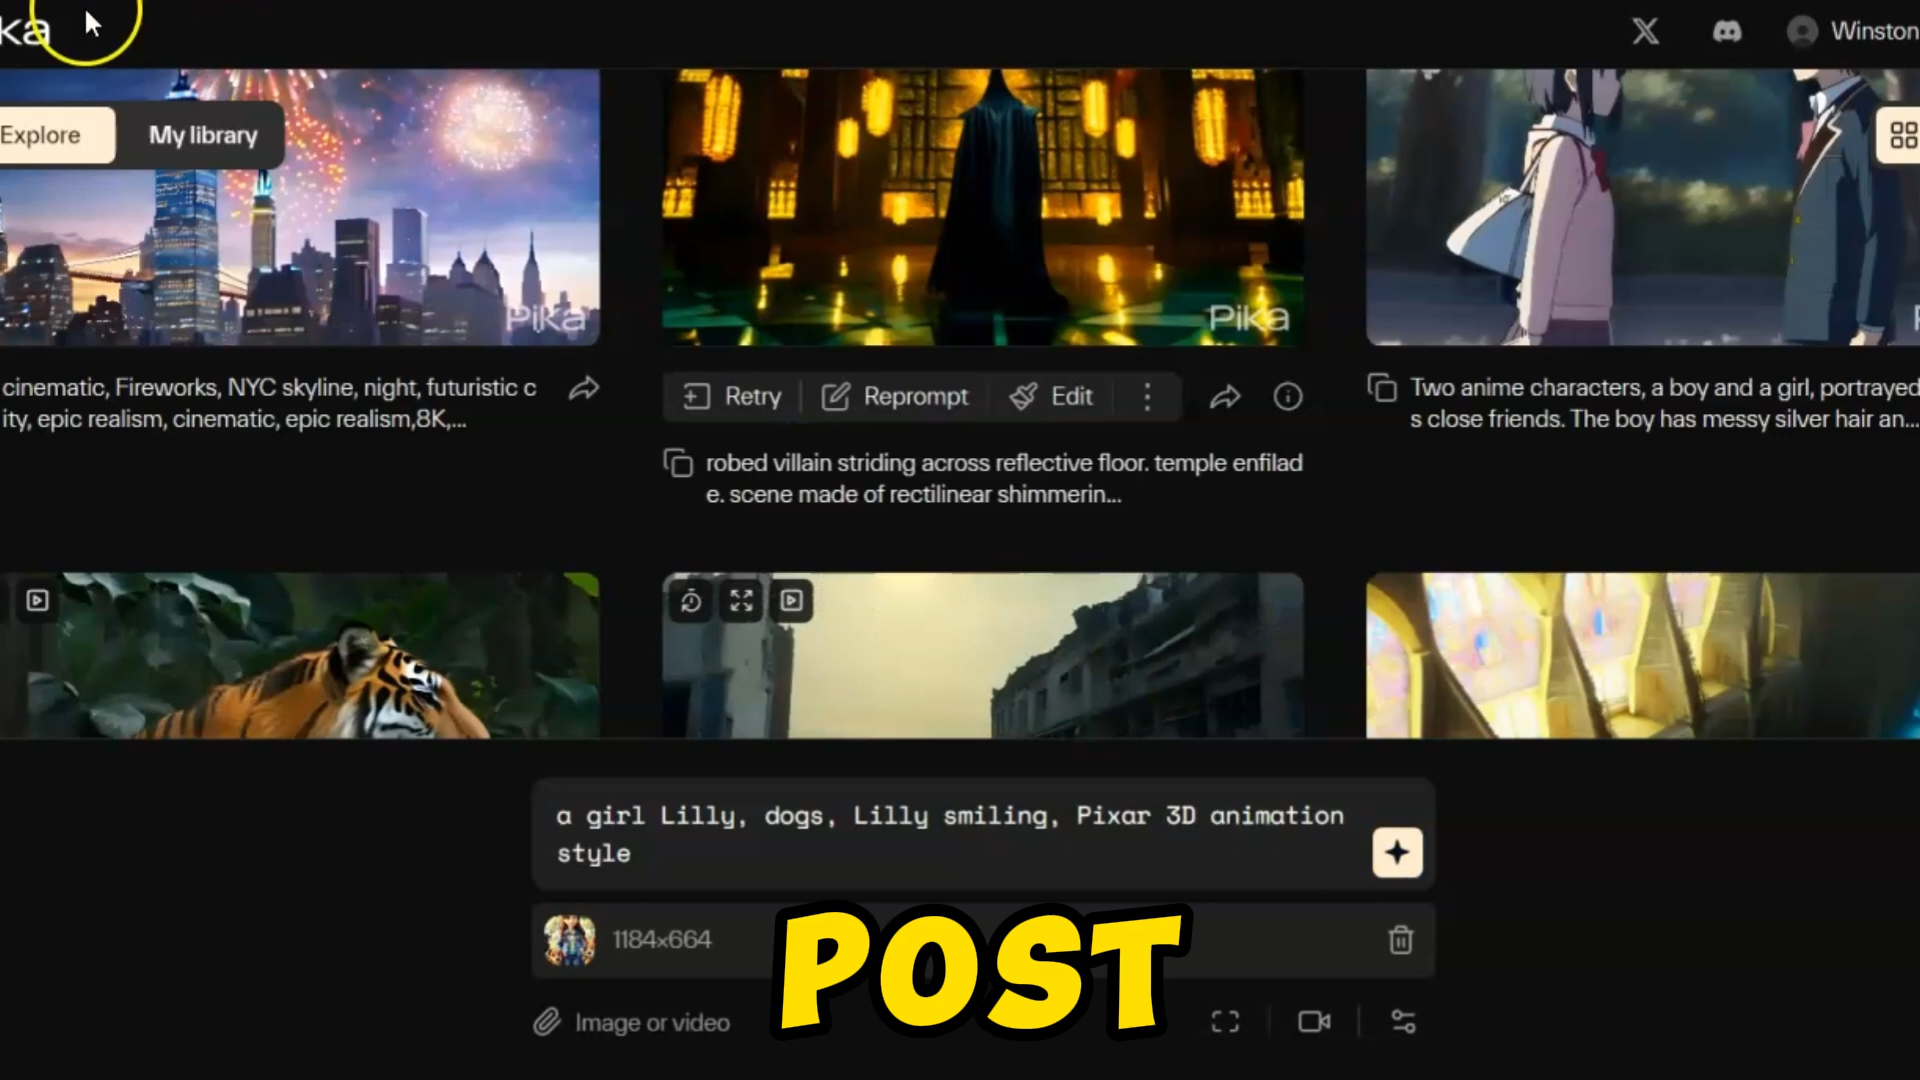 ka
Winston
Explore
My library
Pika
Pika
cinematic, Fireworks, NYC skyline, night, futuristic c
ity, epic realism, cinematic, epic realism,8K,...
Retry
Reprompt
Edit
robed villain striding across reflective floor. temple enfilad
e. scene made of rectilinear shimmerin...
Two anime characters, a boy and a girl, portrayed
s close friends. The boy has messy silver hair an...
a girl Lilly, dogs, Lilly smiling, Pixar 3D animation
style
1184×664
POST
Image or video